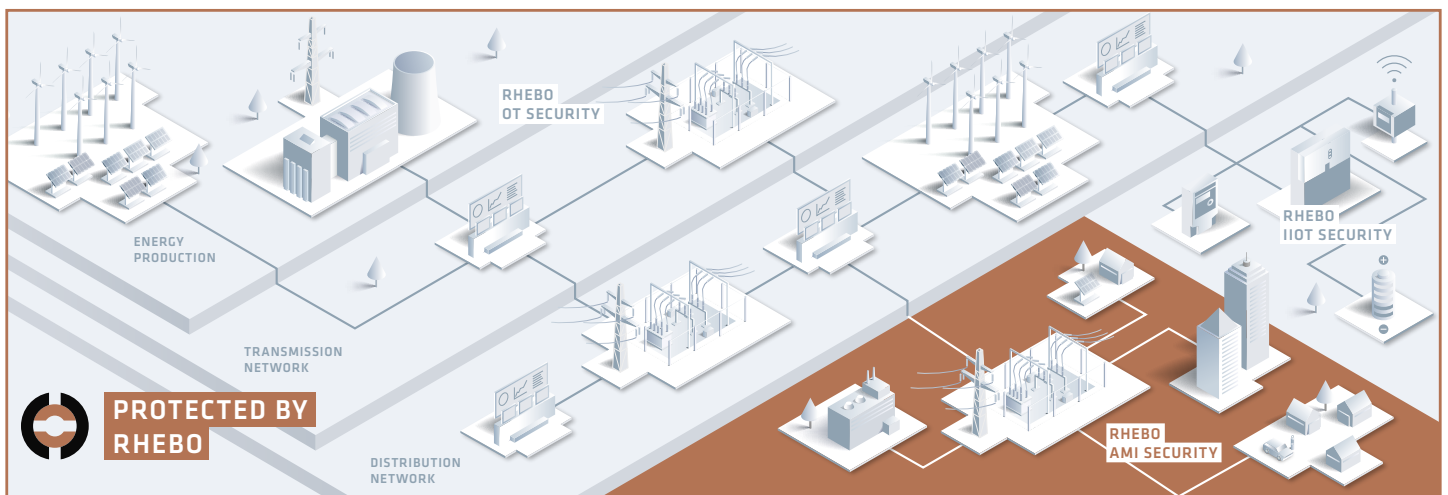 RHEBO
OT SECURITY
ENERGY
PRODUCTION
RHEBO
IIOT SECURITY
TRANSMISSION
NETWORK
PROTECTED BY
RHEBO
RHEBO
AMI SECURITY
DISTRIBUTION
NETWORK